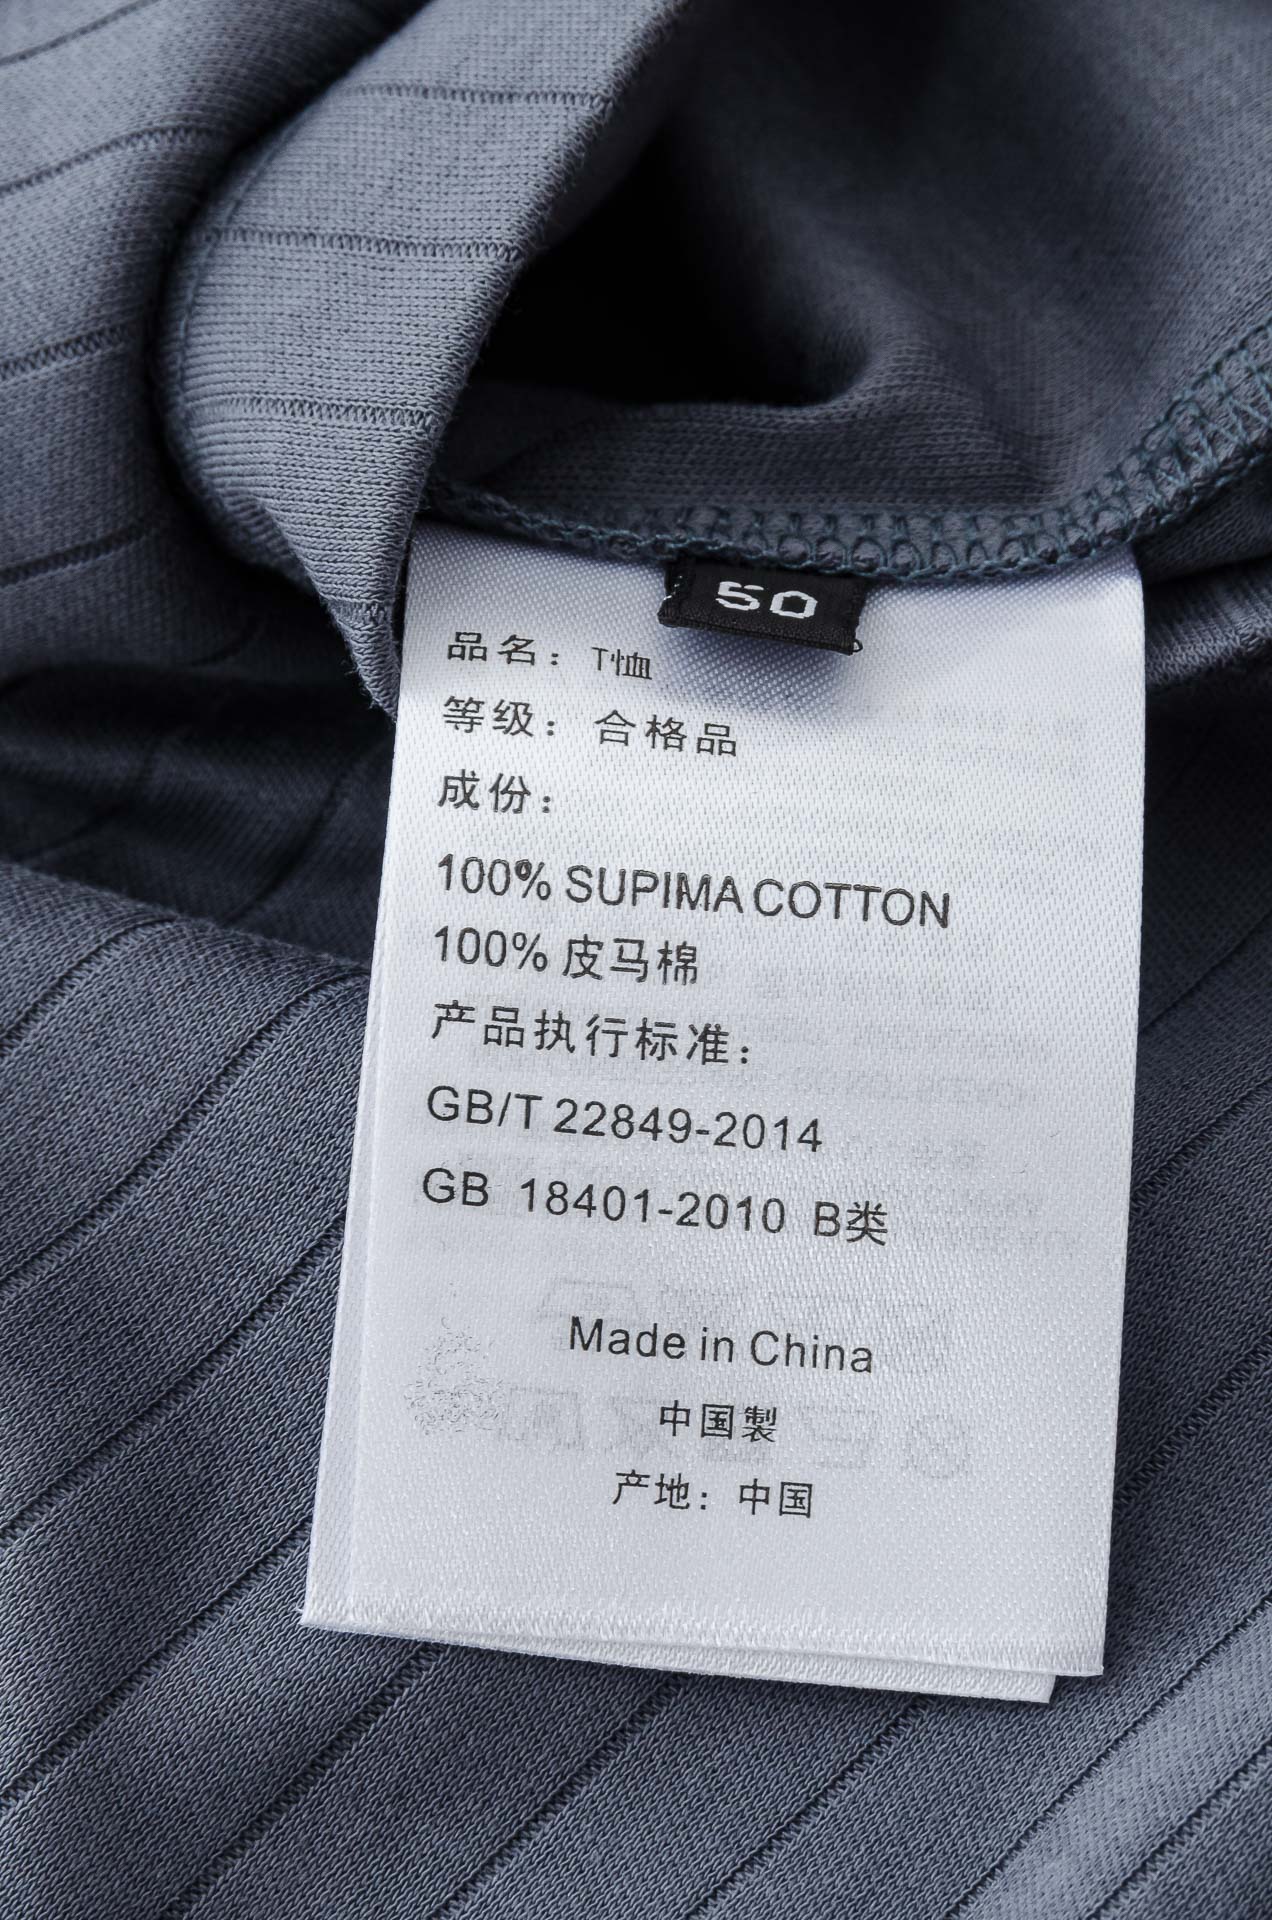 50
品名：T恤
等级：合格品
成份：
100% SUPIMA COTTON
100% 皮马棉
产品执行标准：
GB/T 22849-2014
GB 18401-2010 B类
Made in China
中国製
产地：中国